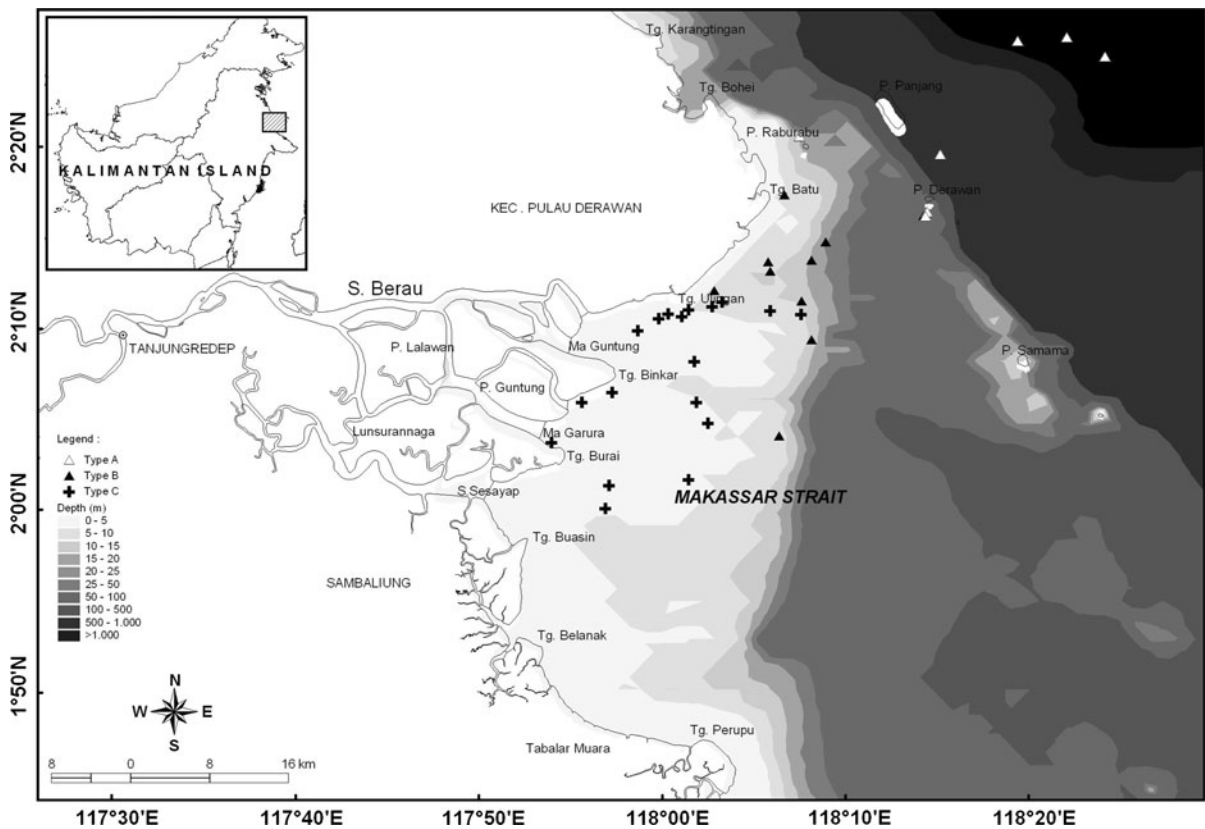 KALIMANTAN ISLAND
Tg. Karangtingan
Tg. Bohei
P. Panjang
P. Raburabu
Tg. Batu
P. Derawan
KEC . PULAU DERAWAN
S. Berau
Tg. Ulingan
TANJUNGREDEP
P. Lalawan
Ma Guntung
P. Samama
Tg. Binkar
P. Guntung
Lunsurannaga
Ma Garura
Tg. Burai
S Sesayap
MAKASSAR STRAIT
Tg. Buasin
SAMBALIUNG
Tg. Belanak
Tg. Perupu
Tabalar Muara
Legend :
Type A
Type B
Type C
Depth (m)
0 - 5
5 - 10
10 - 15
15 - 20
20 - 25
25 - 50
50 - 100
100 - 500
500 - 1.000
>1.000
N
W E
S
8 0 8 16 km
2°20'N
2°10'N
2°00'N
1°50'N
117°30'E 117°40'E 117°50'E 118°00'E 118°10'E 118°20'E